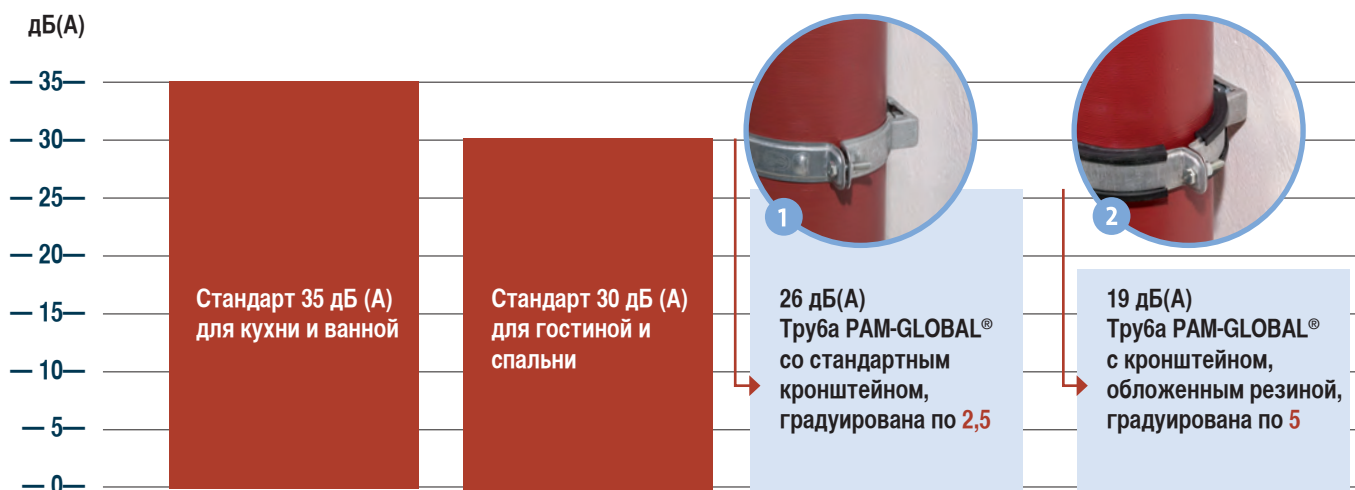 дБ(А)
— 35—
— 30—
— 25—
— 20—
— 15—
— 10—
— 5—
— 0—
Стандарт 35 дБ (А)
для кухни и ванной
Стандарт 30 дБ (А)
для гостиной и
спальни
1
26 дБ(А)
Тру6а PAM-GLOBAL®
со стандартным
кронштейном,
градуирована по 2,5
2
19 дБ(А)
Тру6а PAM-GLOBAL®
с кронштейном,
обложенным резиной,
градуирована по 5